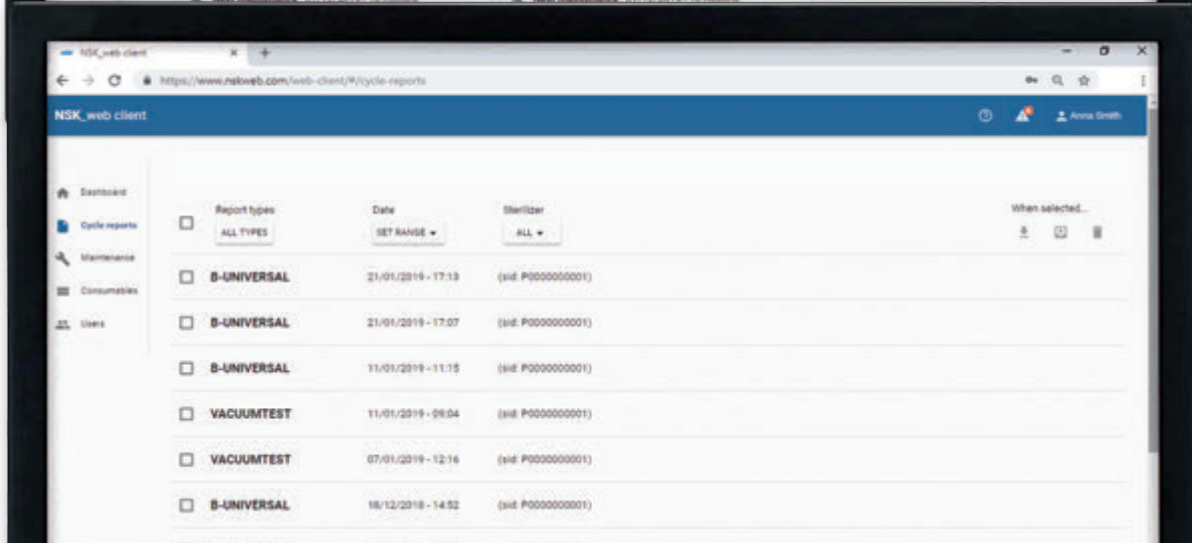 NSK_web client
https://www.nskweb.com/web-client/#/cycle-reports
NSK_web client
Anna Smith
Dashboard
Cycle reports
Maintenance
Consumables
Users
Report types Date Sterilizer When selected...
ALL TYPES SET RANGE ALL
B-UNIVERSAL 21/01/2019 - 17:13 (sid: P0000000001)
B-UNIVERSAL 21/01/2019 - 17:07 (sid: P0000000001)
B-UNIVERSAL 11/01/2019 - 11:15 (sid: P0000000001)
VACUUMTEST 11/01/2019 - 09:04 (sid: P0000000001)
VACUUMTEST 07/01/2019 - 12:16 (sid: P0000000001)
B-UNIVERSAL 18/12/2018 - 14:52 (sid: P0000000001)